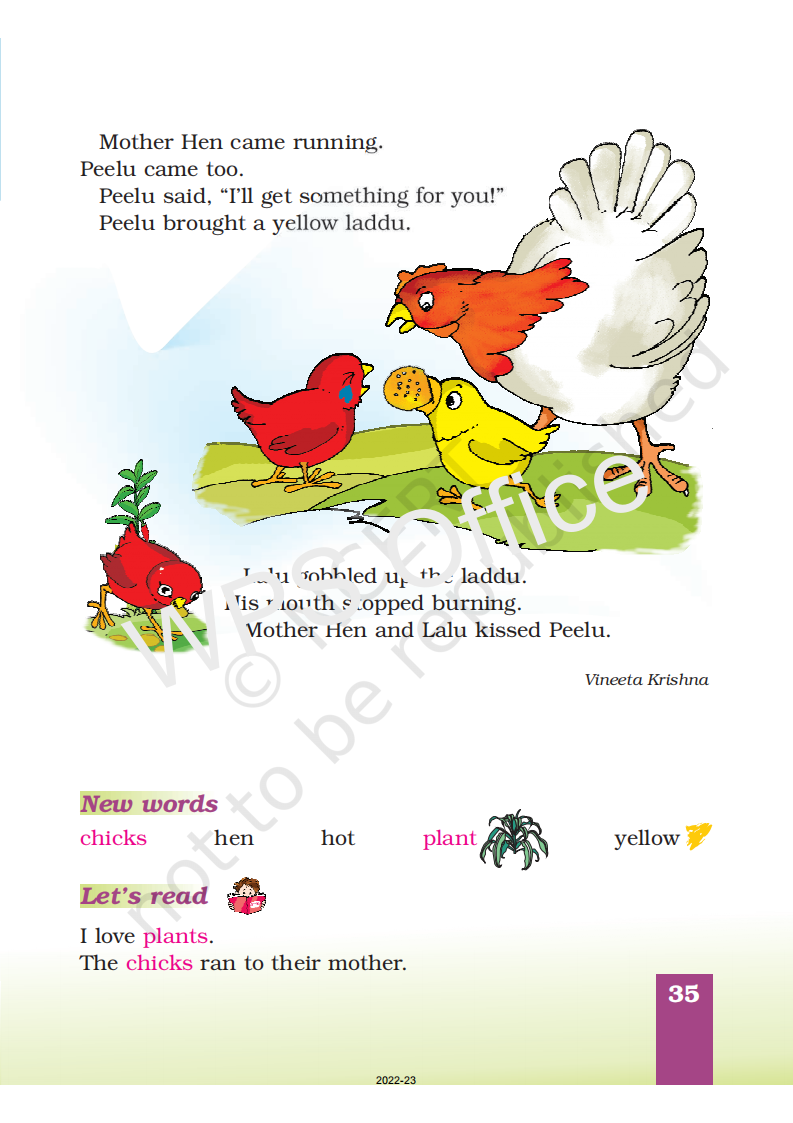 Mother Hen came running.
Peelu came too.
Peelu said, “I’ll get something for you!”
Peelu brought a yellow laddu.
Lalu gobbled up the laddu.
His mouth stopped burning.
Mother Hen and Lalu kissed Peelu.
Vineeta Krishna
WPS Office
© NCERT
not to be republished
New words
chicks hen hot plant yellow
Let’s read
I love plants.
The chicks ran to their mother.
35
2022-23